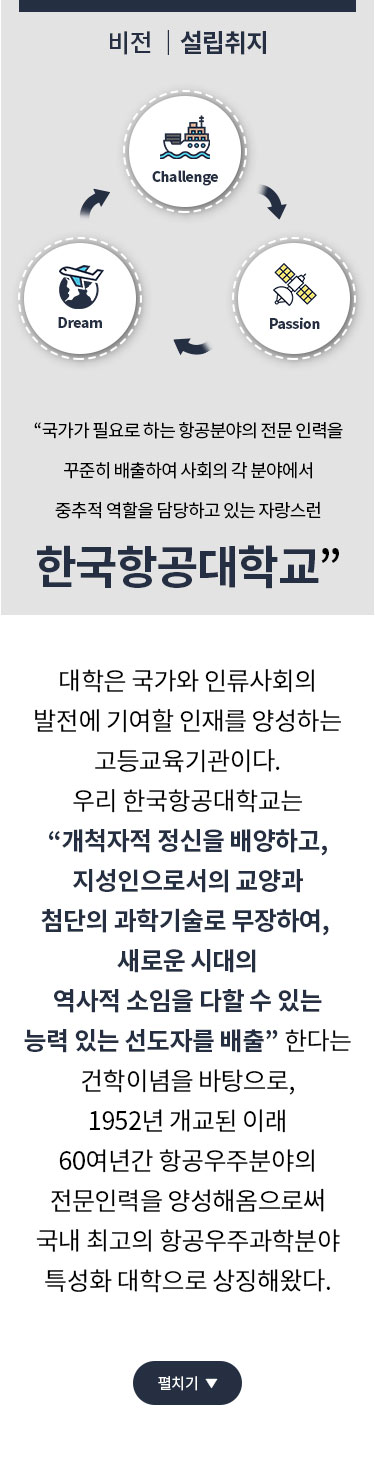 비전 | 설립취지
Challenge
Dream
Passion
“국가가 필요로 하는 항공분야의 전문 인력을
꾸준히 배출하여 사회의 각 분야에서
중추적 역할을 담당하고 있는 자랑스런
한국항공대학교”
대학은 국가와 인류사회의
발전에 기여할 인재를 양성하는
고등교육기관이다.
우리 한국항공대학교는
“개척자적 정신을 배양하고,
지성인으로서의 교양과
첨단의 과학기술로 무장하여,
새로운 시대의
역사적 소임을 다할 수 있는
능력 있는 선도자를 배출” 한다는
건학이념을 바탕으로,
1952년 개교된 이래
60여년간 항공우주분야의
전문인력을 양성해옴으로써
국내 최고의 항공우주과학분야
특성화 대학으로 상징해왔다.
펼치기 ▼